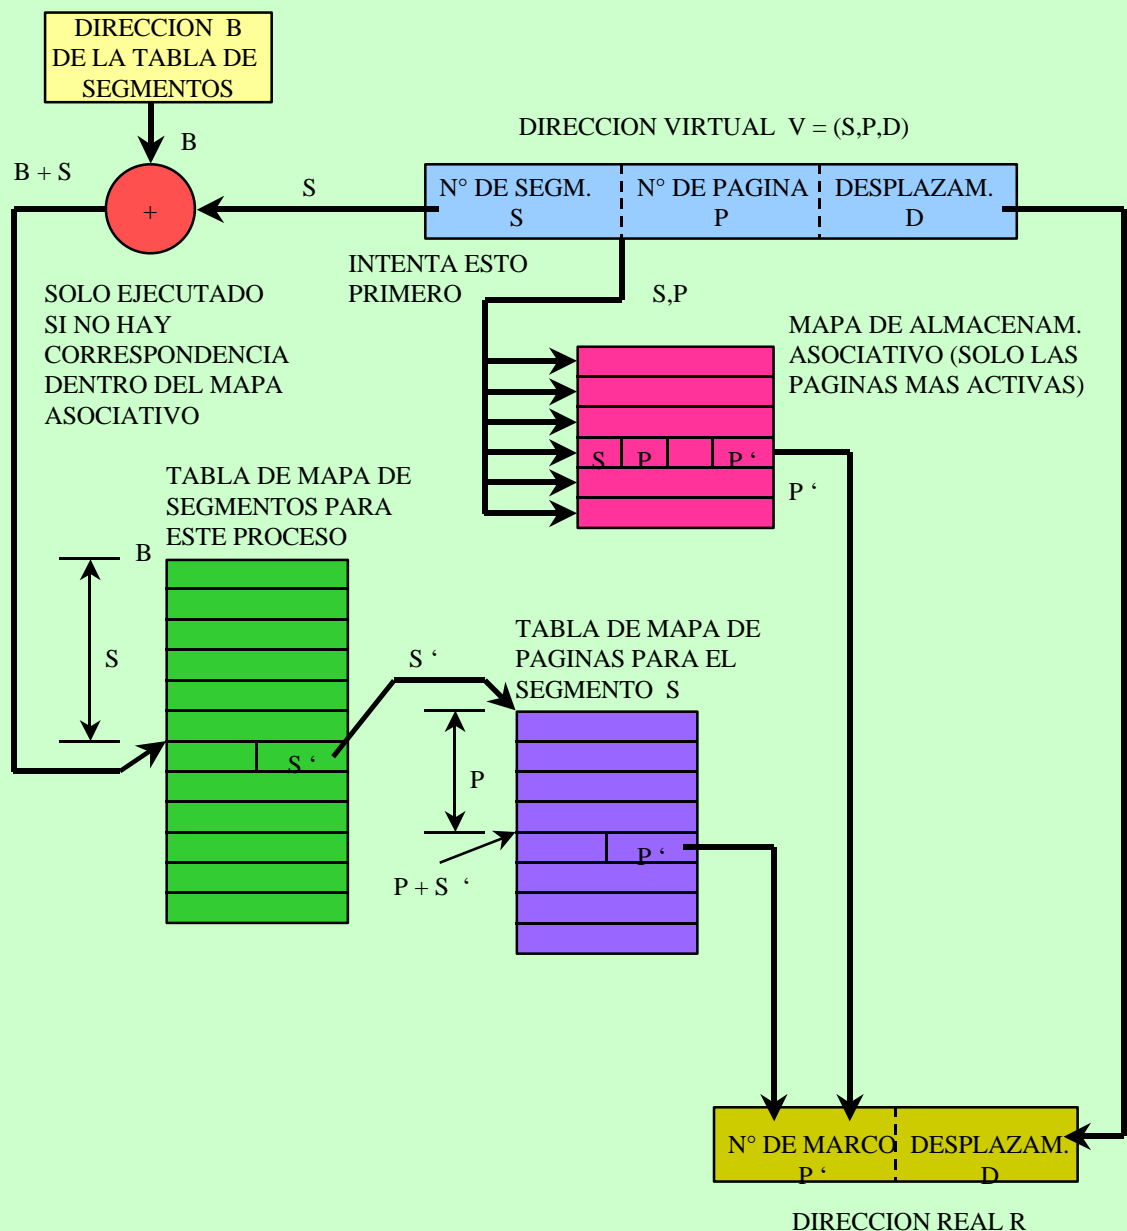 DIRECCION B
DE LA TABLA DE
SEGMENTOS
B
DIRECCION VIRTUAL V = (S,P,D)
B + S
S
+
N° DE SEGM.
S
N° DE PAGINA
P
DESPLAZAM.
D
INTENTA ESTO
PRIMERO
S,P
SOLO EJECUTADO
SI NO HAY
CORRESPONDENCIA
DENTRO DEL MAPA
ASOCIATIVO
MAPA DE ALMACENAM.
ASOCIATIVO (SOLO LAS
PAGINAS MAS ACTIVAS)
S P P ‘
P ‘
TABLA DE MAPA DE
SEGMENTOS PARA
ESTE PROCESO
B
S
S ‘
S ‘
TABLA DE MAPA DE
PAGINAS PARA EL
SEGMENTO S
P
P ‘
P + S ‘
N° DE MARCO
P ‘
DESPLAZAM.
D
DIRECCION REAL R